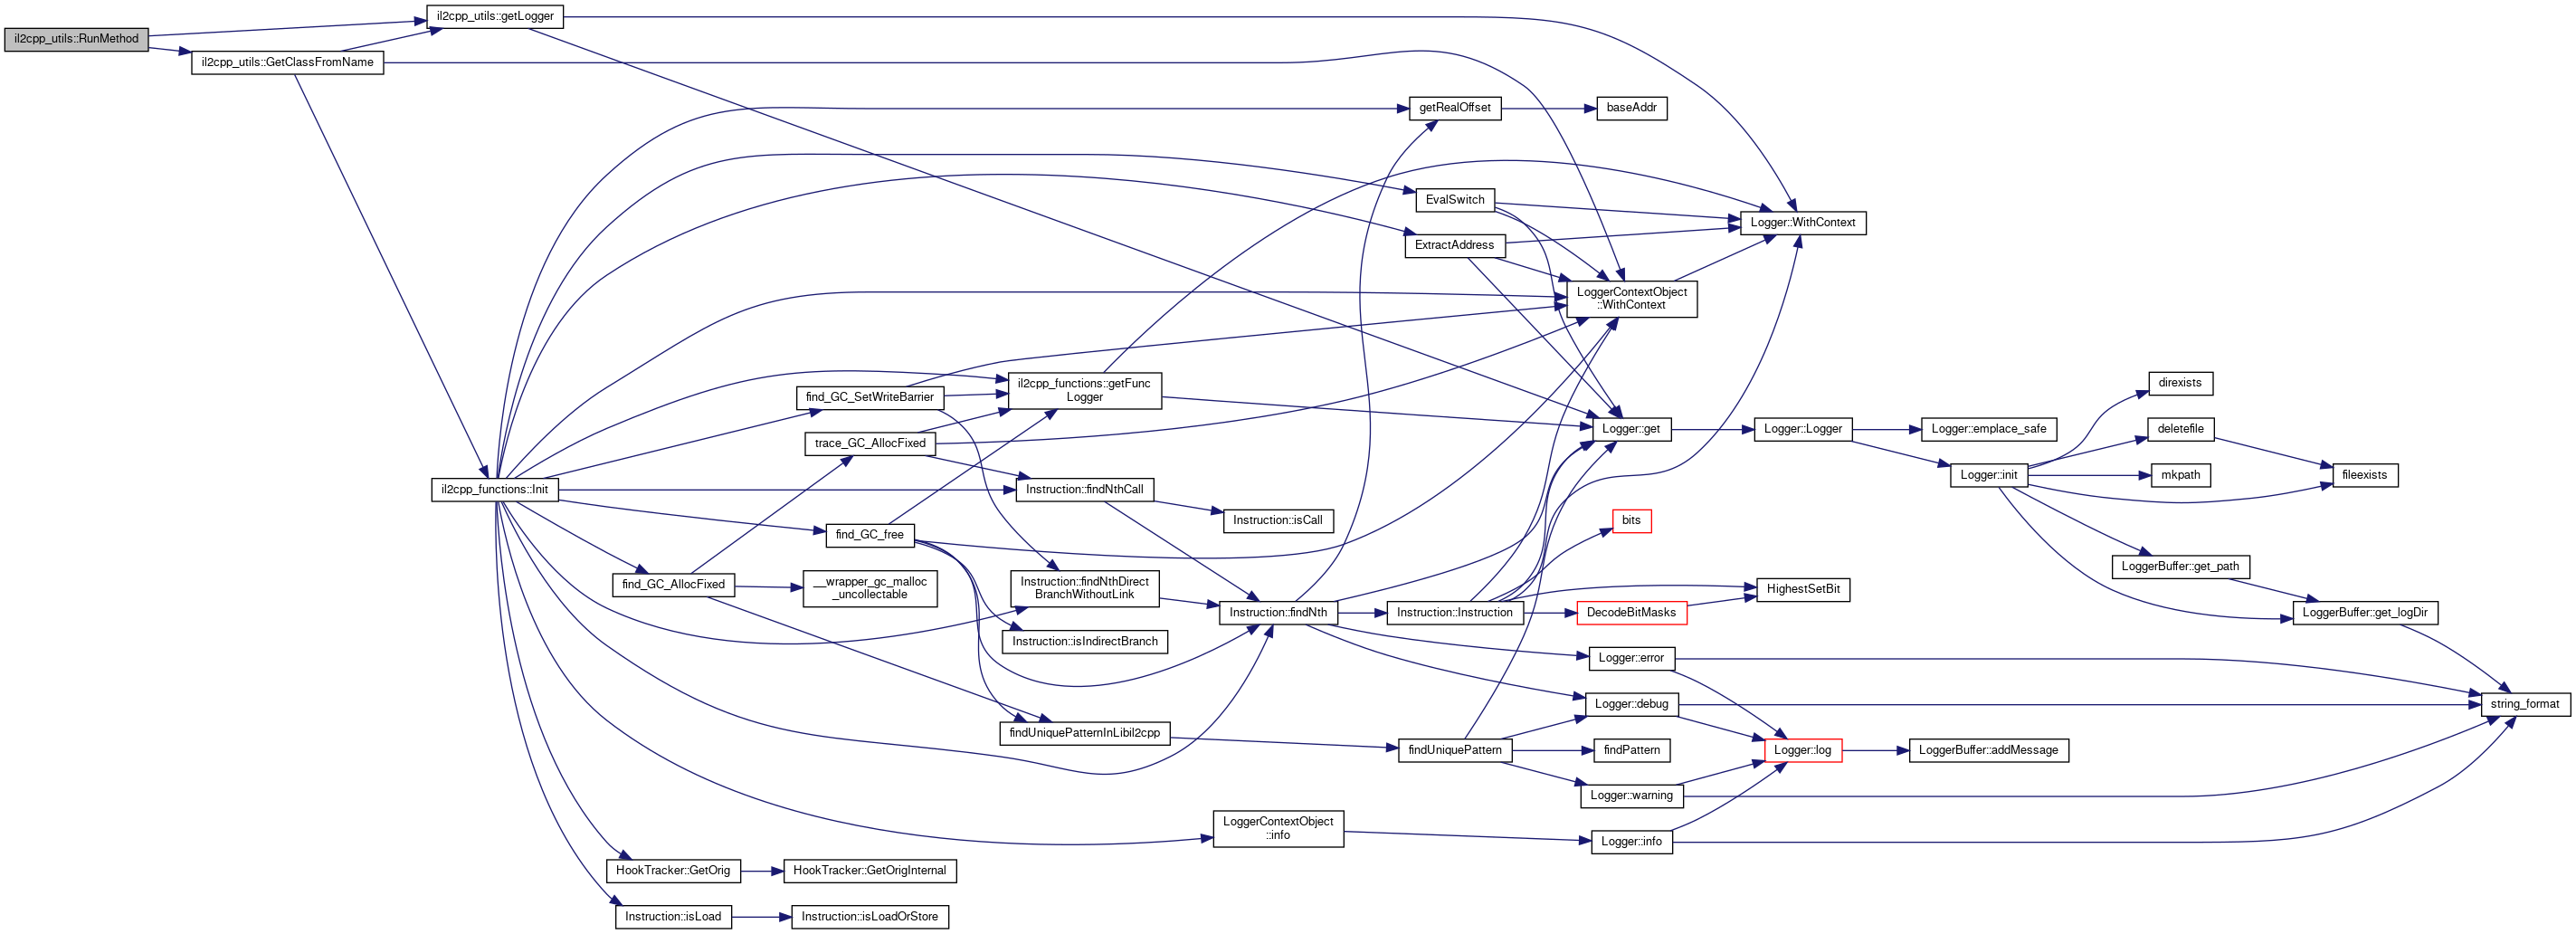 il2cpp_utils::RunMethod
il2cpp_utils::getLogger
il2cpp_utils::GetClassFromName
getRealOffset
baseAddr
EvalSwitch
Logger::WithContext
ExtractAddress
LoggerContextObject
::WithContext
il2cpp_functions::getFunc
Logger
find_GC_SetWriteBarrier
direxists
trace_GC_AllocFixed
Logger::get
Logger::Logger
Logger::emplace_safe
deletefile
il2cpp_functions::Init
Instruction::findNthCall
Logger::init
mkpath
fileexists
Instruction::isCall
bits
find_GC_free
LoggerBuffer::get_path
find_GC_AllocFixed
__wrapper_gc_malloc
_uncollectable
Instruction::findNthDirect
BranchWithoutLink
HighestSetBit
Instruction::findNth
Instruction::Instruction
DecodeBitMasks
LoggerBuffer::get_logDir
Instruction::isIndirectBranch
Logger::error
Logger::debug
string_format
findUniquePatternInLibil2cpp
findUniquePattern
findPattern
Logger::log
LoggerBuffer::addMessage
Logger::warning
LoggerContextObject
::info
Logger::info
HookTracker::GetOrig
HookTracker::GetOrigInternal
Instruction::isLoad
Instruction::isLoadOrStore